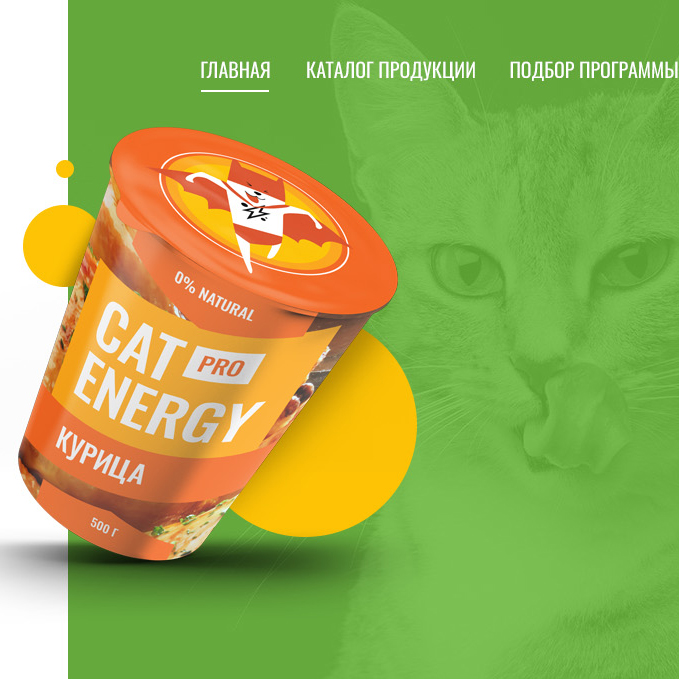 ГЛАВНАЯ КАТАЛОГ ПРОДУКЦИИ ПОДБОР ПРОГРАММЫ
0% NATURAL
CAT PRO
ENERGY
КУРИЦА
500 Г